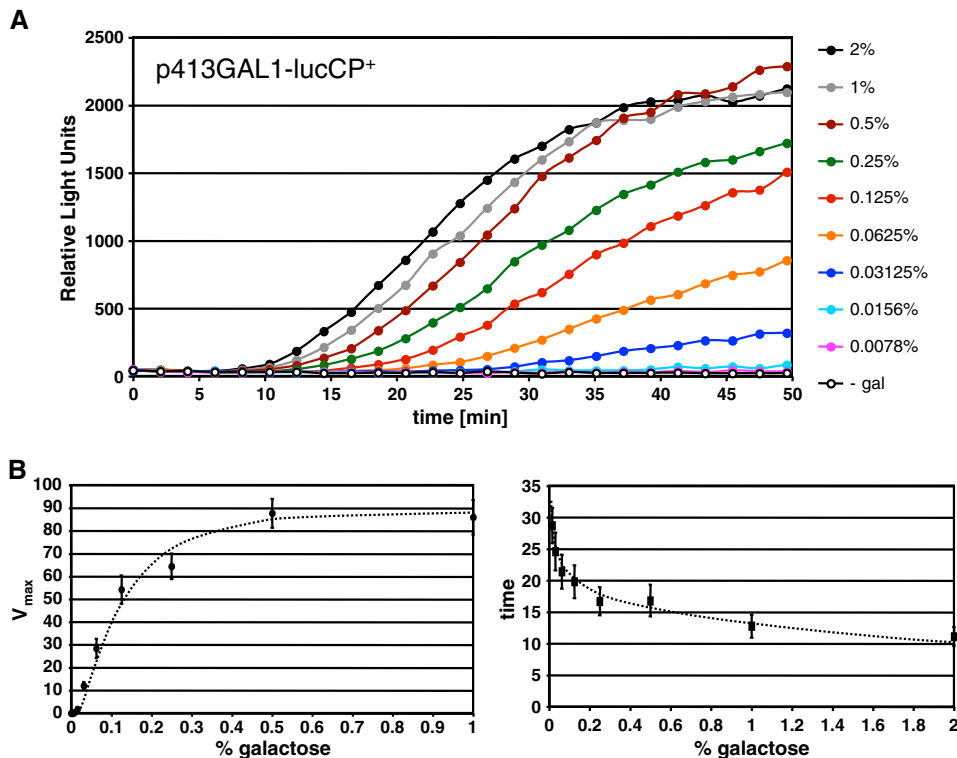 A
p413GAL1-lucCP+
Relative Light Units
2500
2000
1500
1000
500
0
0 5 10 15 20 25 30 35 40 45 50
time [min]
2%
1%
0.5%
0.25%
0.125%
0.0625%
0.03125%
0.0156%
0.0078%
- gal
B
Vmax
100
90
80
70
60
50
40
30
20
10
0
0 0.1 0.2 0.3 0.4 0.5 0.6 0.7 0.8 0.9 1
% galactose
time
35
30
25
20
15
10
5
0
0 0.2 0.4 0.6 0.8 1 1.2 1.4 1.6 1.8 2
% galactose